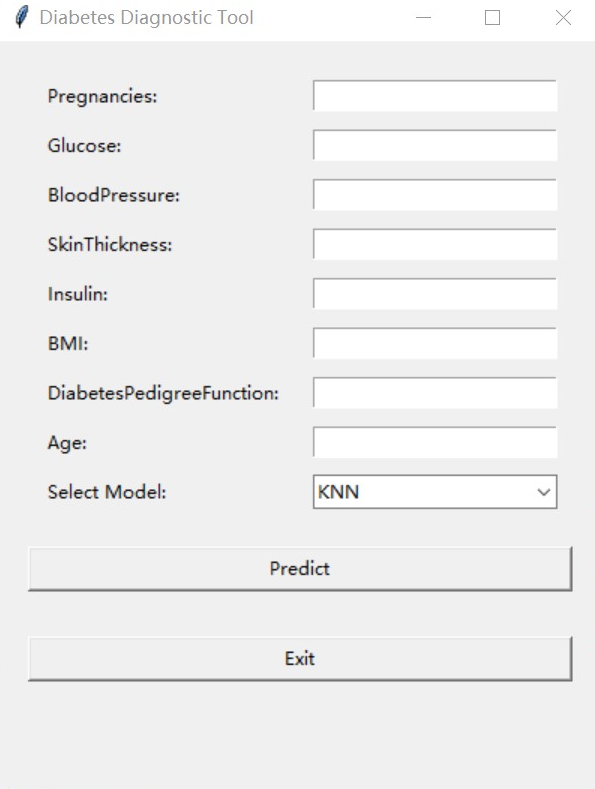 Diabetes Diagnostic Tool
Pregnancies:
Glucose:
BloodPressure:
SkinThickness:
Insulin:
BMI:
DiabetesPedigreeFunction:
Age:
Select Model: KNN
Predict
Exit